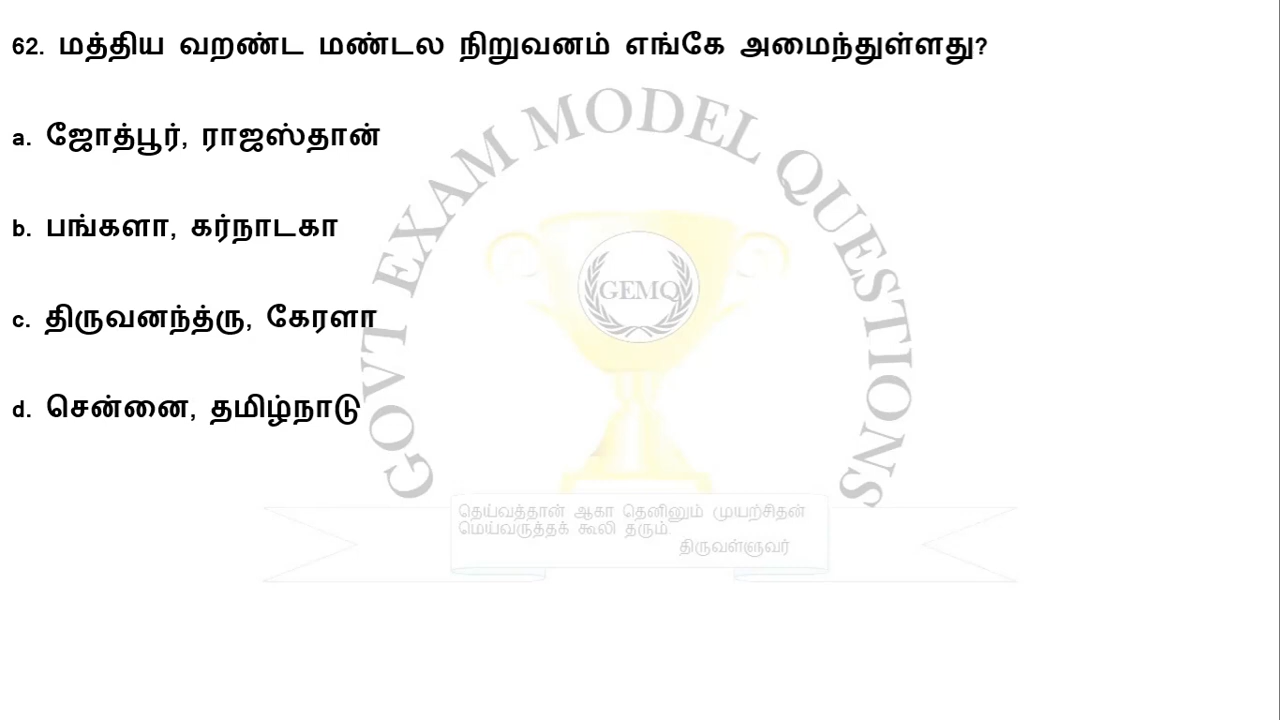 62. மத்திய வறண்ட மண்டல நிறுவனம் எங்கே அமைந்துள்ளது?
a. ஜோத்பூர், ராஜஸ்தான்
b. பங்களா, கர்நாடகா
c. திருவனந்த்ரு, கேரளா
d. சென்னை, தமிழ்நாடு
GOVT EXAM MODEL QUESTIONS
GEMQ
தெய்வத்தான் ஆகா தெனினும் முயற்சிதன்
மெய்வருத்தக் கூலி தரும்.
திருவள்ளுவர்